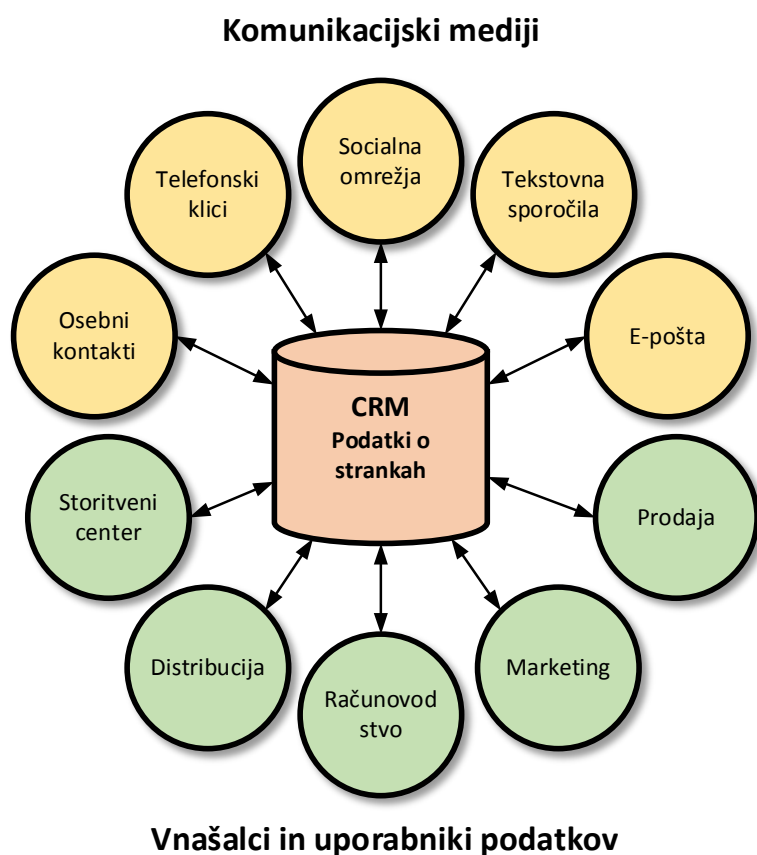 Komunikacijski mediji
Socialna
omrežja
Telefonski
klici
Tekstovna
sporočila
Osebni
kontakti
E-pošta
CRM
Podatki o
strankah
Storitveni
center
Prodaja
Distribucija
Marketing
Računovod
stvo
Vnašalci in uporabniki podatkov